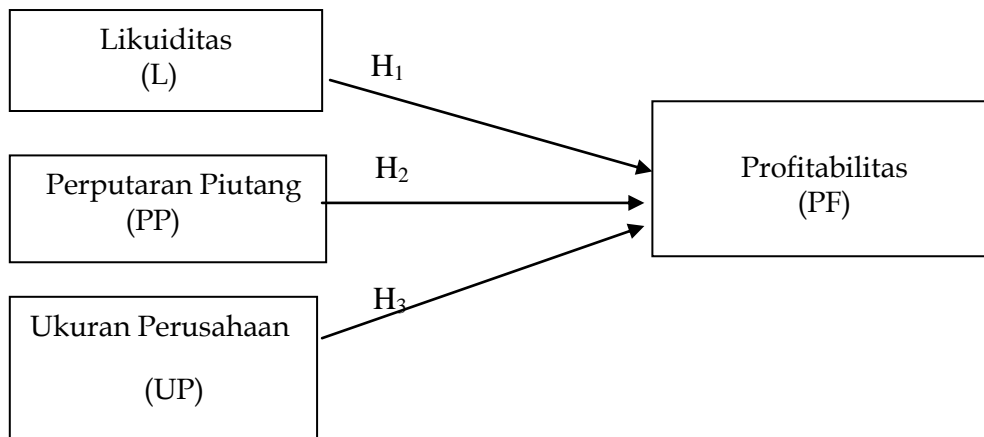 Likuiditas
(L)
H₁
Perputaran Piutang
(PP)
H₂
Ukuran Perusahaan
(UP)
H₃
Profitabilitas
(PF)